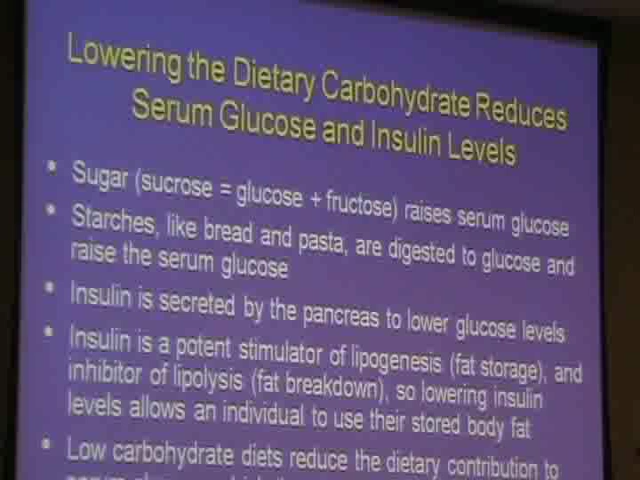 Lowering the Dietary Carbohydrate Reduces
Serum Glucose and Insulin Levels
• Sugar (sucrose = glucose + fructose) raises serum glucose
• Starches, like bread and pasta, are digested to glucose and
raise the serum glucose
• Insulin is secreted by the pancreas to lower glucose levels
• Insulin is a potent stimulator of lipogenesis (fat storage), and
inhibitor of lipolysis (fat breakdown), so lowering insulin
levels allows an individual to use their stored body fat
• Low carbohydrate diets reduce the dietary contribution to